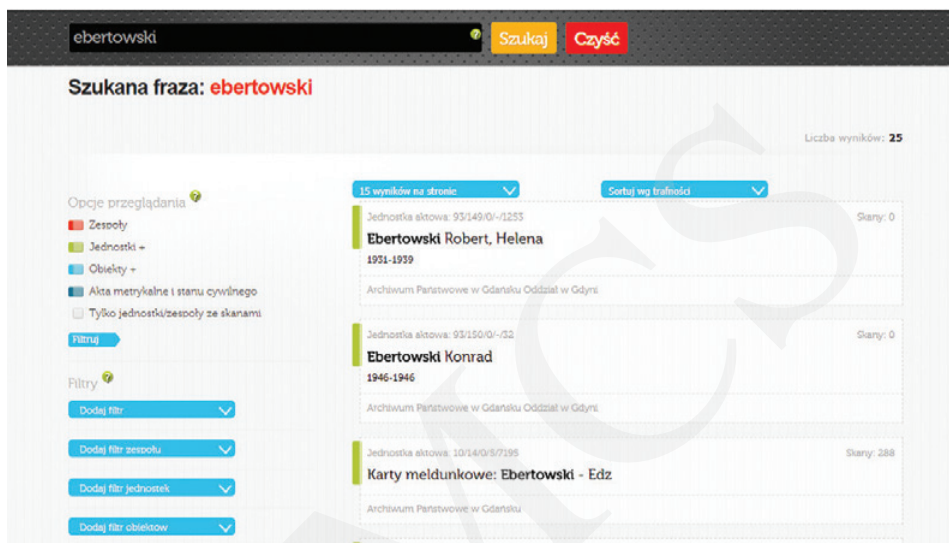 ebertowski
Szukaj
Czyść
Szukana fraza: ebertowski
Liczba wyników: 25
Opcje przeglądania
Zespoły
Jednostki +
Obiekty +
Akta metrykalne i stanu cywilnego
Tylko jednostki/zespoły ze skanami
Filtruj
Filtry
Dodaj filtr
Dodaj filtr zespołu
Dodaj filtr jednostek
Dodaj filtr obiektow
15 wyników na stronie
Sortuj wg trafności
Jednostka aktowa: 93/149/0/-/1253
Skany: 0
Ebertowski Robert, Helena
1931-1939
Archiwum Państwowe w Gdańsku Oddział w Gdyni
Jednostka aktowa: 93/150/0/-/32
Skany: 0
Ebertowski Konrad
1946-1946
Archiwum Państwowe w Gdańsku Oddział w Gdyni
Jednostka aktowa: 10/14/0/5/7195
Skany: 288
Karty meldunkowe: Ebertowski - Edz
Archiwum Państwowe w Gdańsku
MCS